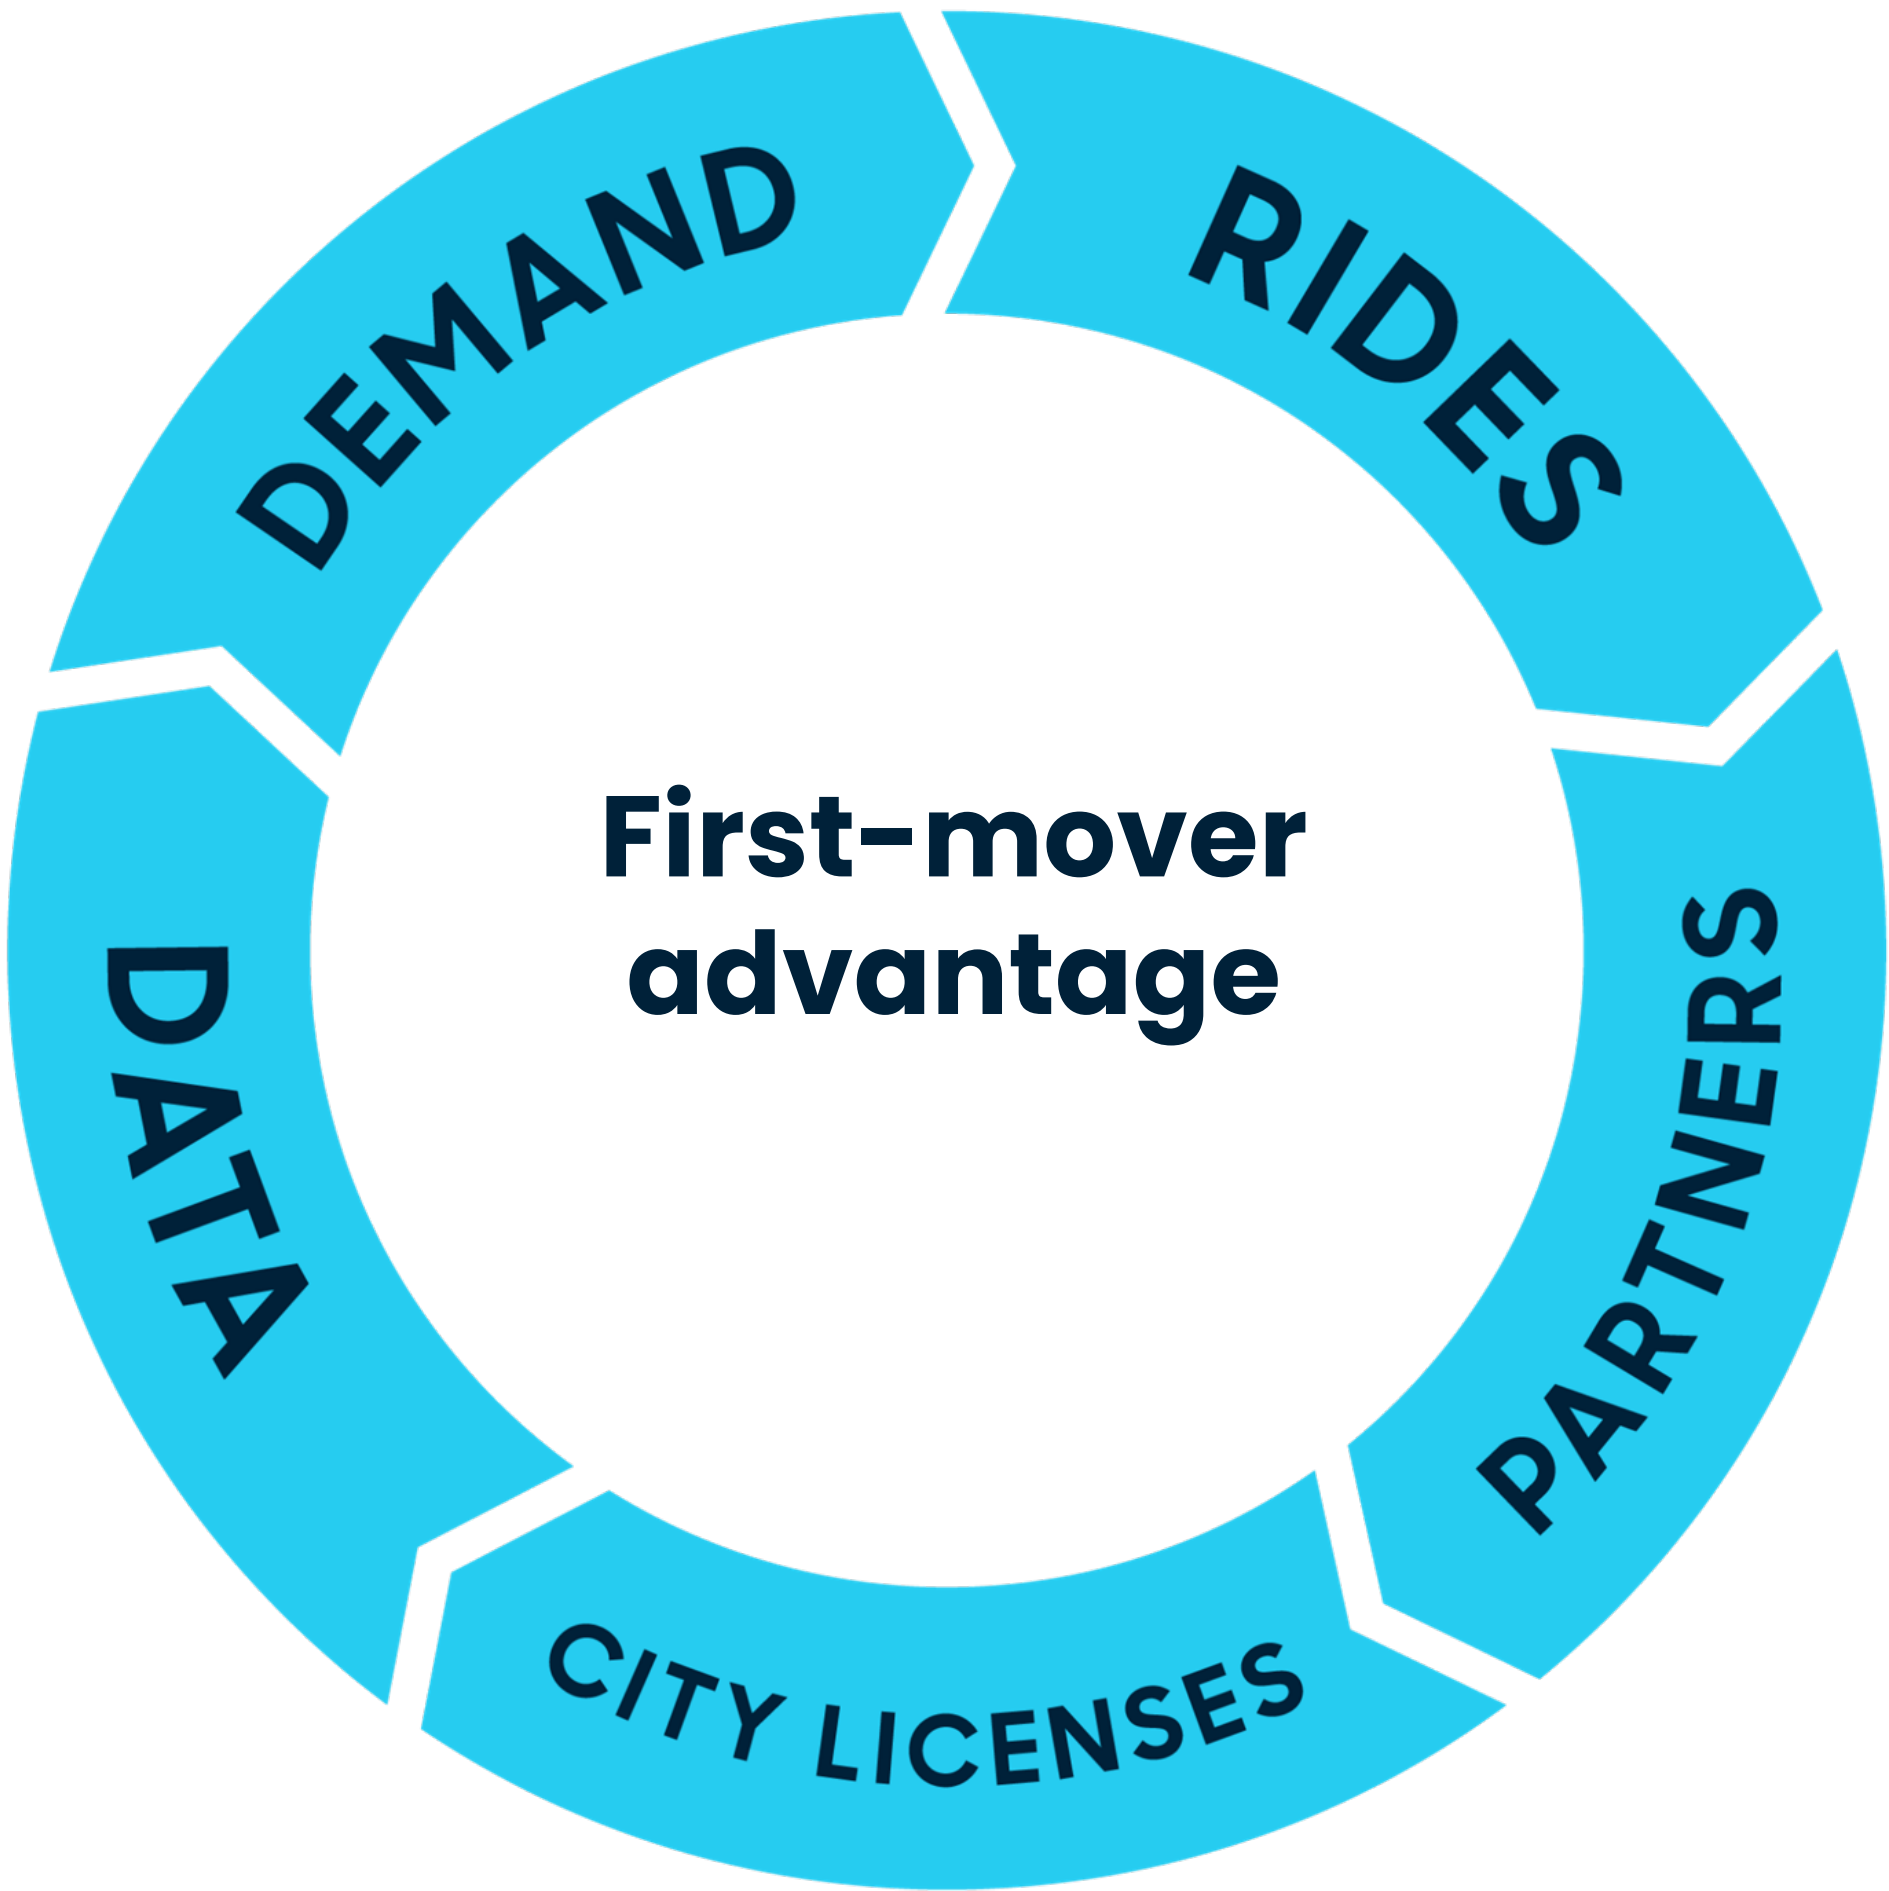 DEMAND
RIDES
PARTNERS
CITY LICENSES
DATA
First-mover
advantage